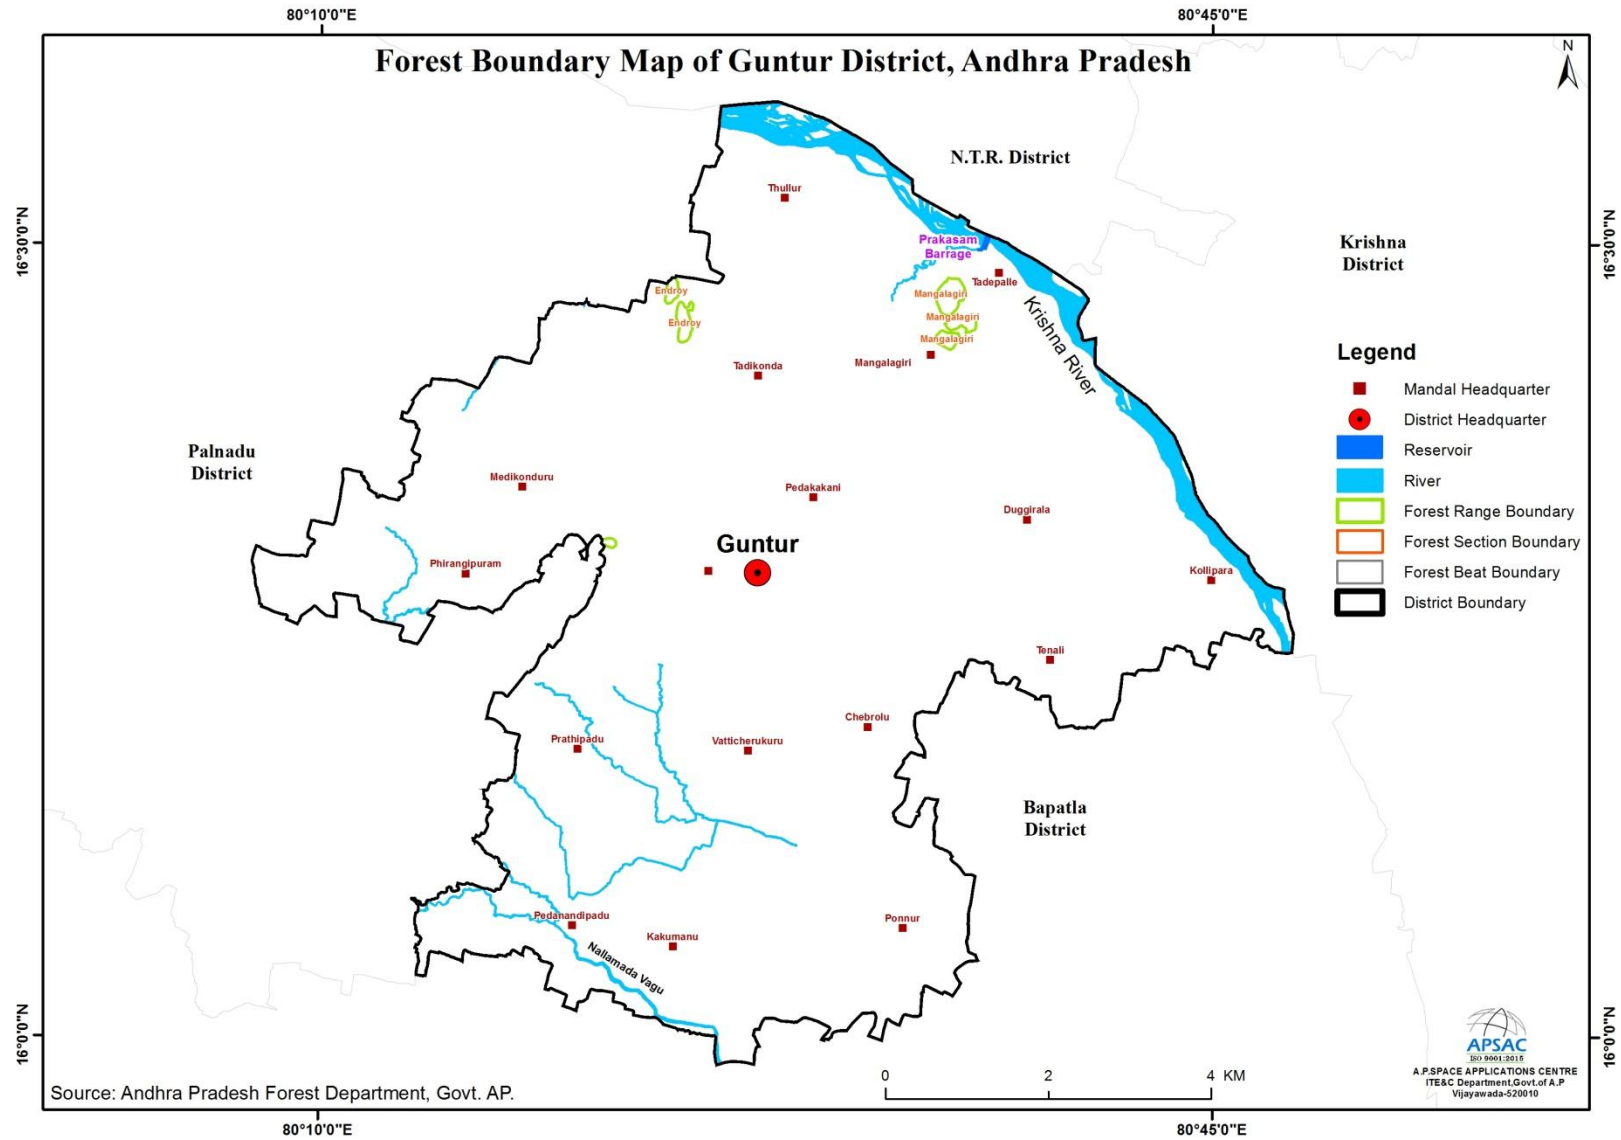 80°10'0"E
80°45'0"E
Forest Boundary Map of Guntur District, Andhra Pradesh
N
N.T.R. District
Thullur
16°30'0"N
16°30'0"N
Prakasam
Barrage
Krishna
District
Tadepalle
Endroy
Mangalagiri
Krishna River
Mangalagiri
Endroy
Mangalagiri
Mangalagiri
Tadikonda
Legend
Mandal Headquarter
District Headquarter
Reservoir
River
Forest Range Boundary
Forest Section Boundary
Forest Beat Boundary
District Boundary
Palnadu
District
Medikonduru
Pedakakani
Duggirala
Guntur
Phirangipuram
Kollipara
Tenali
Chebrolu
Prathipadu
Vatticherukuru
Bapatla
District
Pedanandipadu
Ponnur
Kakumanu
Nallamada Vagu
16°0'0"N
16°0'0"N
APSAC
ISO 9001:2015
A.P.SPACE APPLICATIONS CENTRE
ITE&C Department,Govt.of A.P
Vijayawada-520010
0 2 4 KM
Source: Andhra Pradesh Forest Department, Govt. AP.
80°10'0"E
80°45'0"E